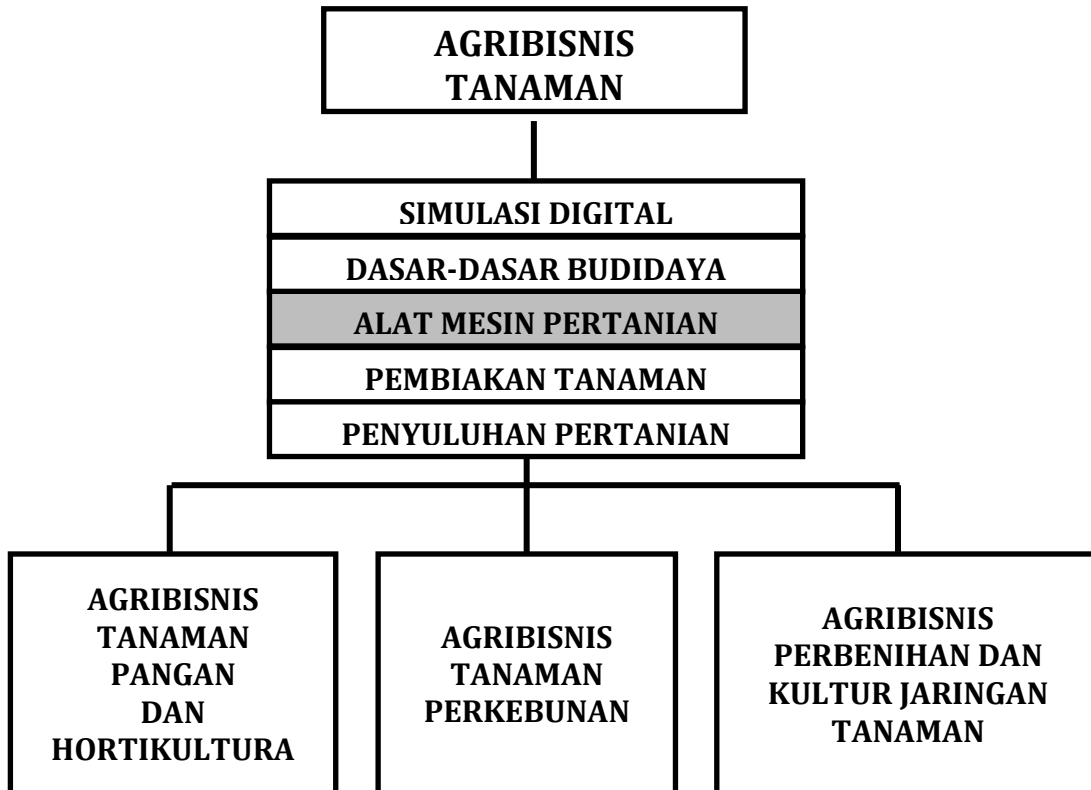 AGRIBISNIS
TANAMAN
SIMULASI DIGITAL
DASAR-DASAR BUDIDAYA
ALAT MESIN PERTANIAN
PEMBIAKAN TANAMAN
PENYULUHAN PERTANIAN
AGRIBISNIS
TANAMAN
PANGAN
DAN
HORTIKULTURA
AGRIBISNIS
TANAMAN
PERKEBUNAN
AGRIBISNIS
PERBENIHAN DAN
KULTUR JARINGAN
TANAMAN